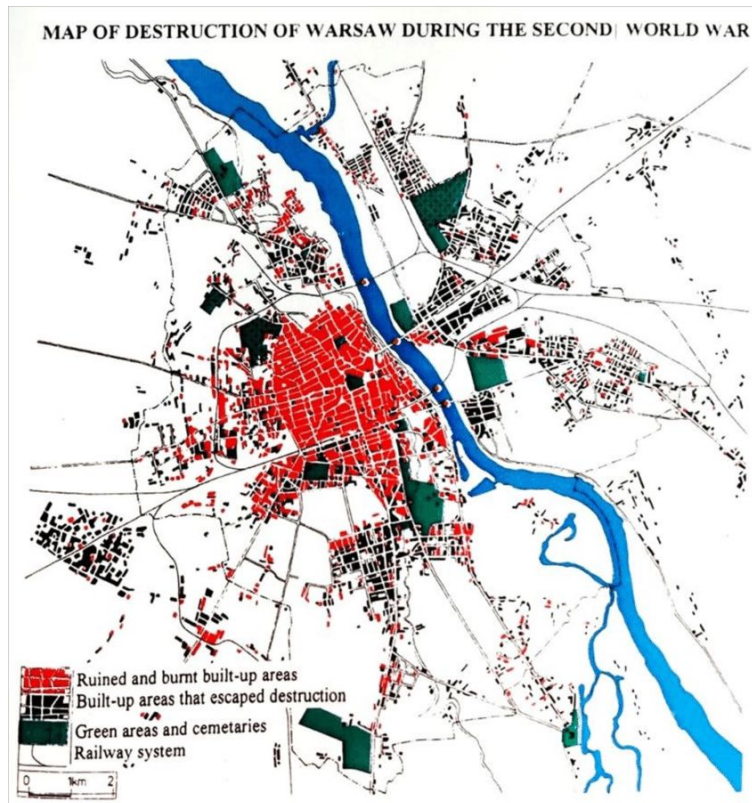 MAP OF DESTRUCTION OF WARSAW DURING THE SECOND WORLD WAR
Ruined and burnt built-up areas
Built-up areas that escaped destruction
Green areas and cemetaries
Railway system
0 1km 2